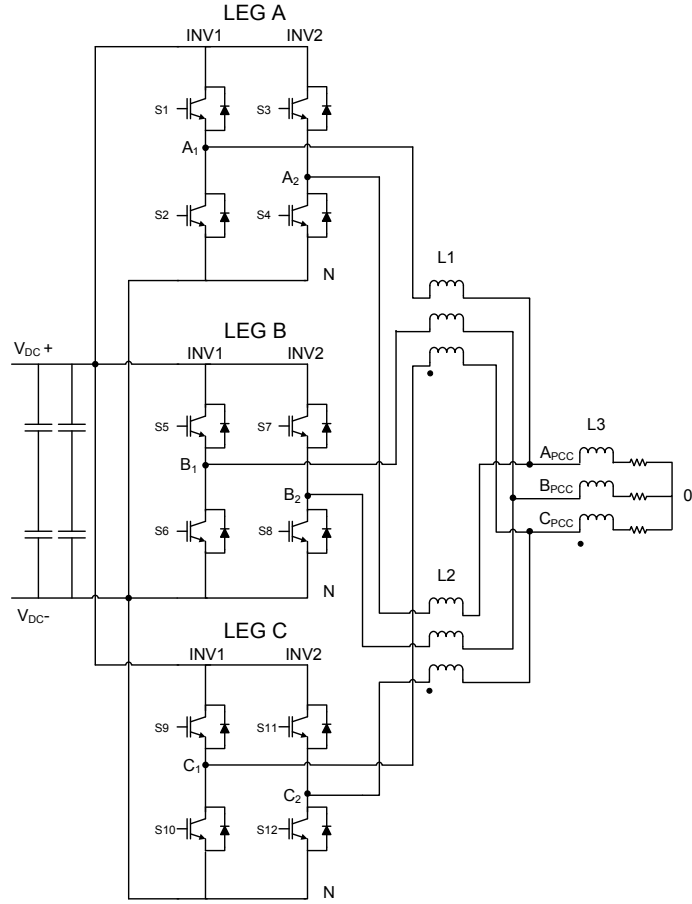 LEG A
INV1 INV2
S1 S3
A1
A2
S2 S4
N
L1
LEG B
VDC +
INV1 INV2
S5 S7
L3
B1
APCC
B2
BPCC 0
CPCC
S6 S8
L2
N
VDC-
LEG C
INV1 INV2
S9 S11
C1
C2
S10 S12
N